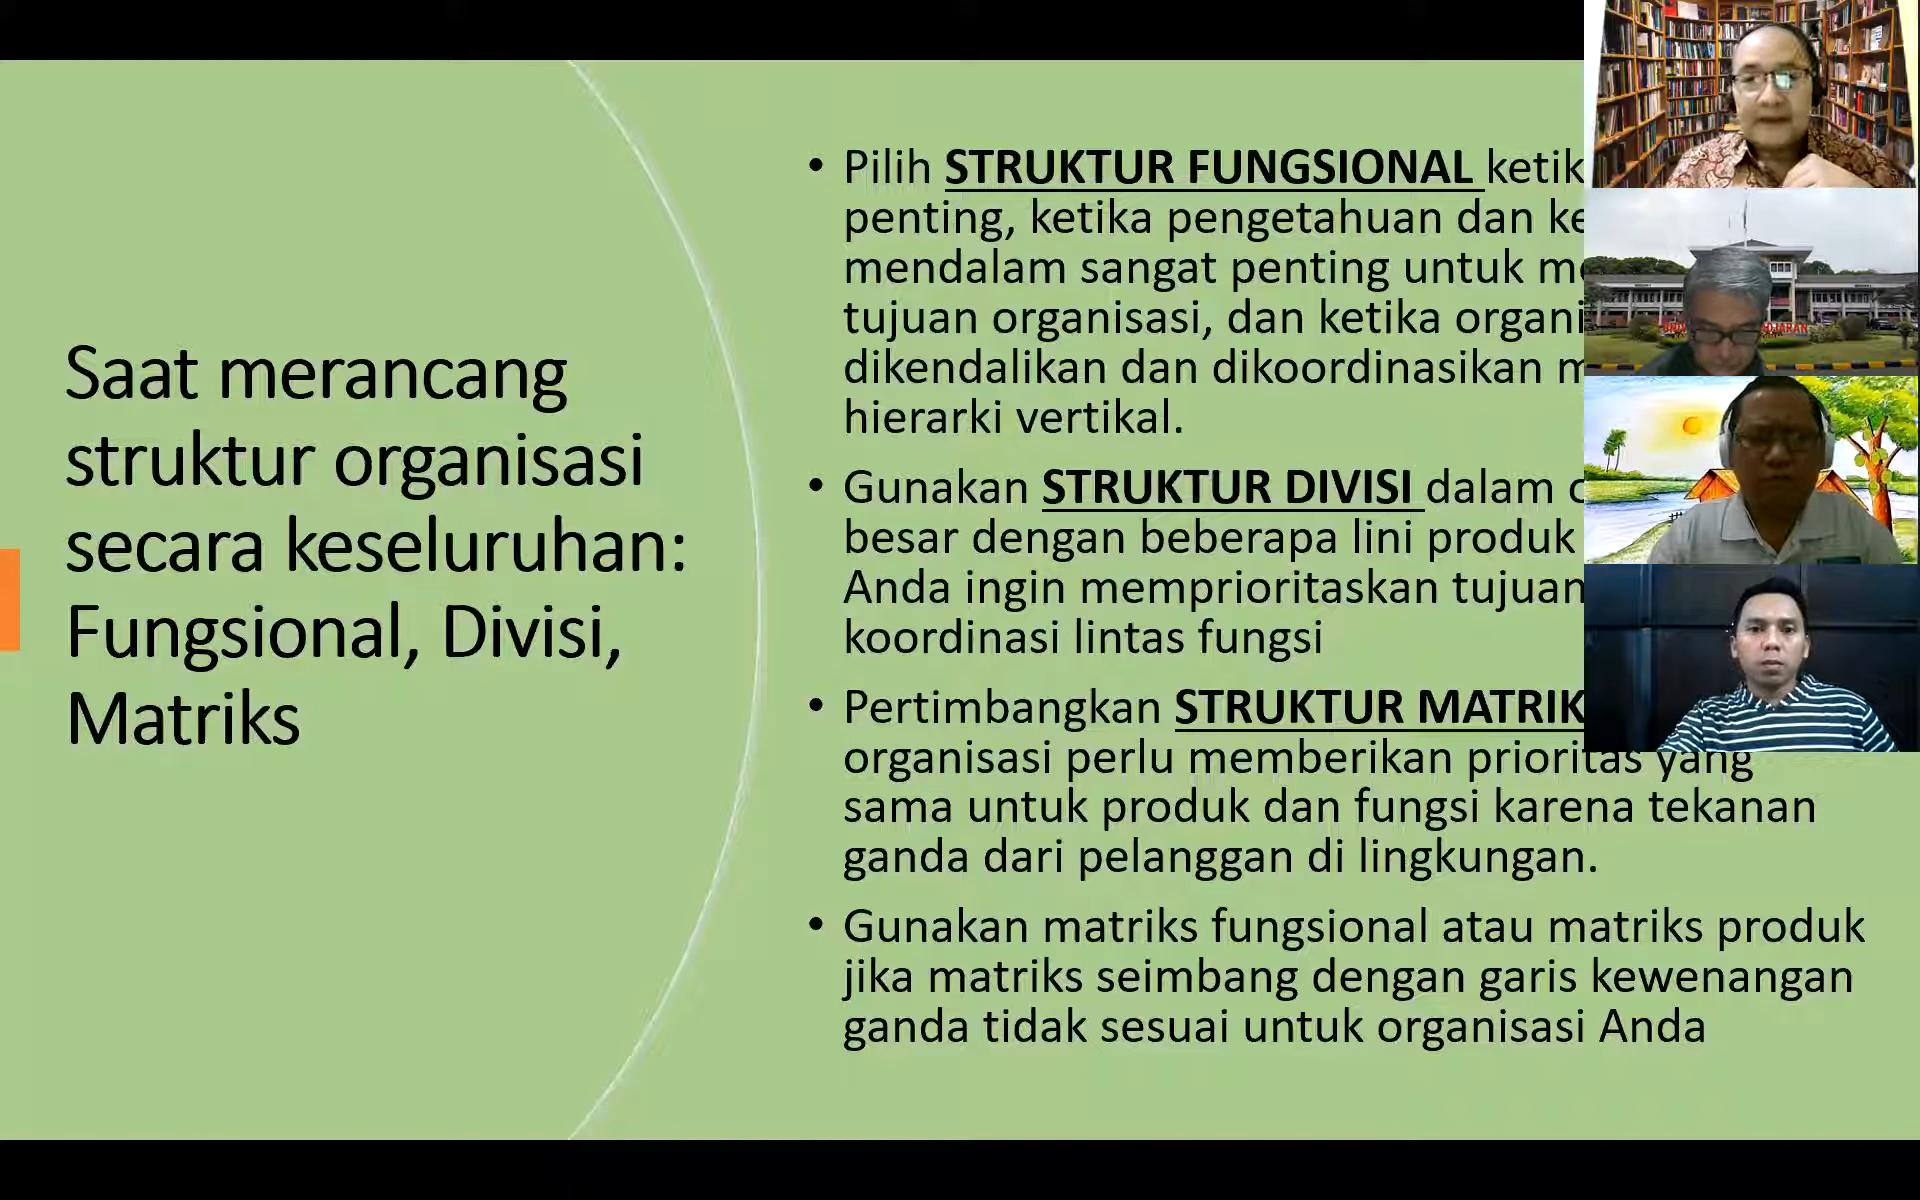 Saat merancang
struktur organisasi
secara keseluruhan:
Fungsional, Divisi,
Matriks
• Pilih STRUKTUR FUNGSIONAL
penting, ketika pengetahuan dan
mendalam sangat penting untuk
tujuan organisasi, dan ketika
dikendalikan dan dikoordinasikan
hierarki vertikal.
• Gunakan STRUKTUR DIVISI dalam
besar dengan beberapa lini produk
Anda ingin memprioritaskan tujuan
koordinasi lintas fungsi
• Pertimbangkan STRUKTUR
organisasi perlu memberikan prioritas yang
sama untuk produk dan fungsi karena tekanan
ganda dari pelanggan di lingkungan.
• Gunakan matriks fungsional atau matriks produk
jika matriks seimbang dengan garis kewenangan
ganda tidak sesuai untuk organisasi Anda